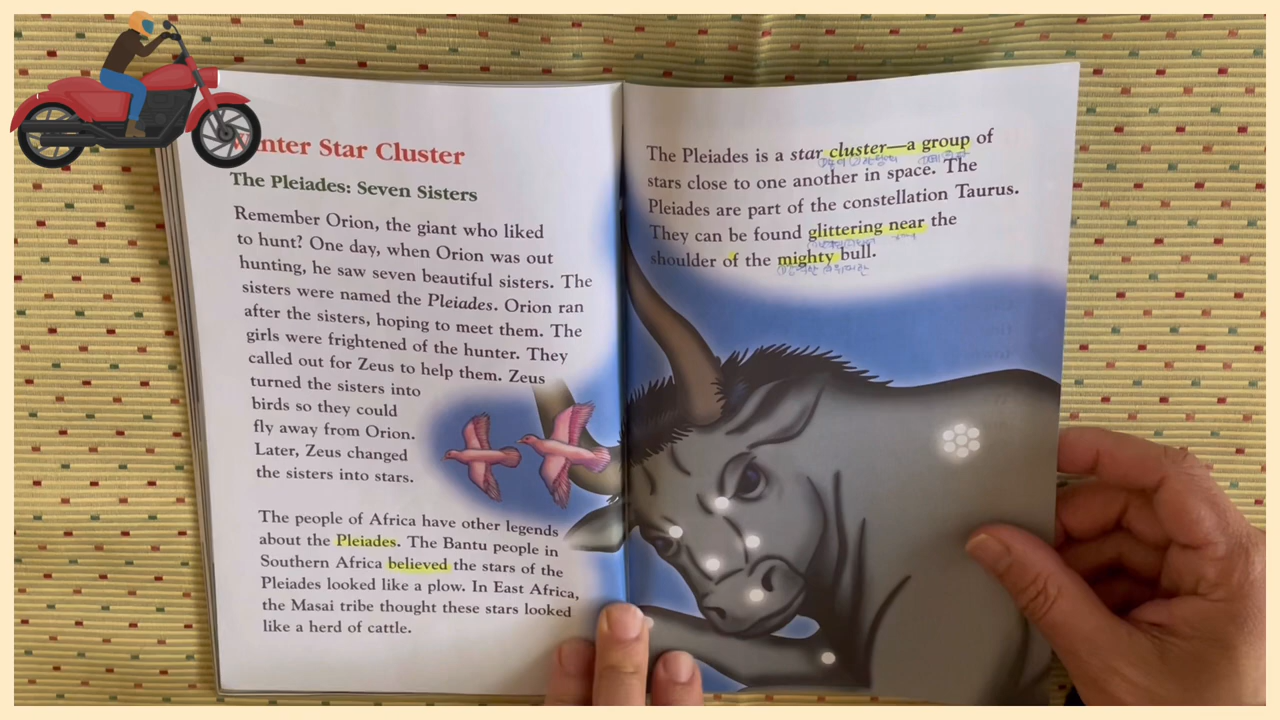 nter Star Cluster
The Pleiades: Seven Sisters
Remember Orion, the giant who liked
to hunt? One day, when Orion was out
hunting, he saw seven beautiful sisters. The
sisters were named the Pleiades. Orion ran
after the sisters, hoping to meet them. The
girls were frightened of the hunter. They
called out for Zeus to help them. Zeus
turned the sisters into
birds so they could
fly away from Orion.
Later, Zeus changed
the sisters into stars.
The people of Africa have other legends
about the Pleiades. The Bantu people in
Southern Africa believed the stars of the
Pleiades looked like a plow. In East Africa,
the Masai tribe thought these stars looked
like a herd of cattle.
The Pleiades is a star cluster—a group of
stars close to one another in space. The
Pleiades are part of the constellation Taurus.
They can be found glittering near the
shoulder of the mighty bull.